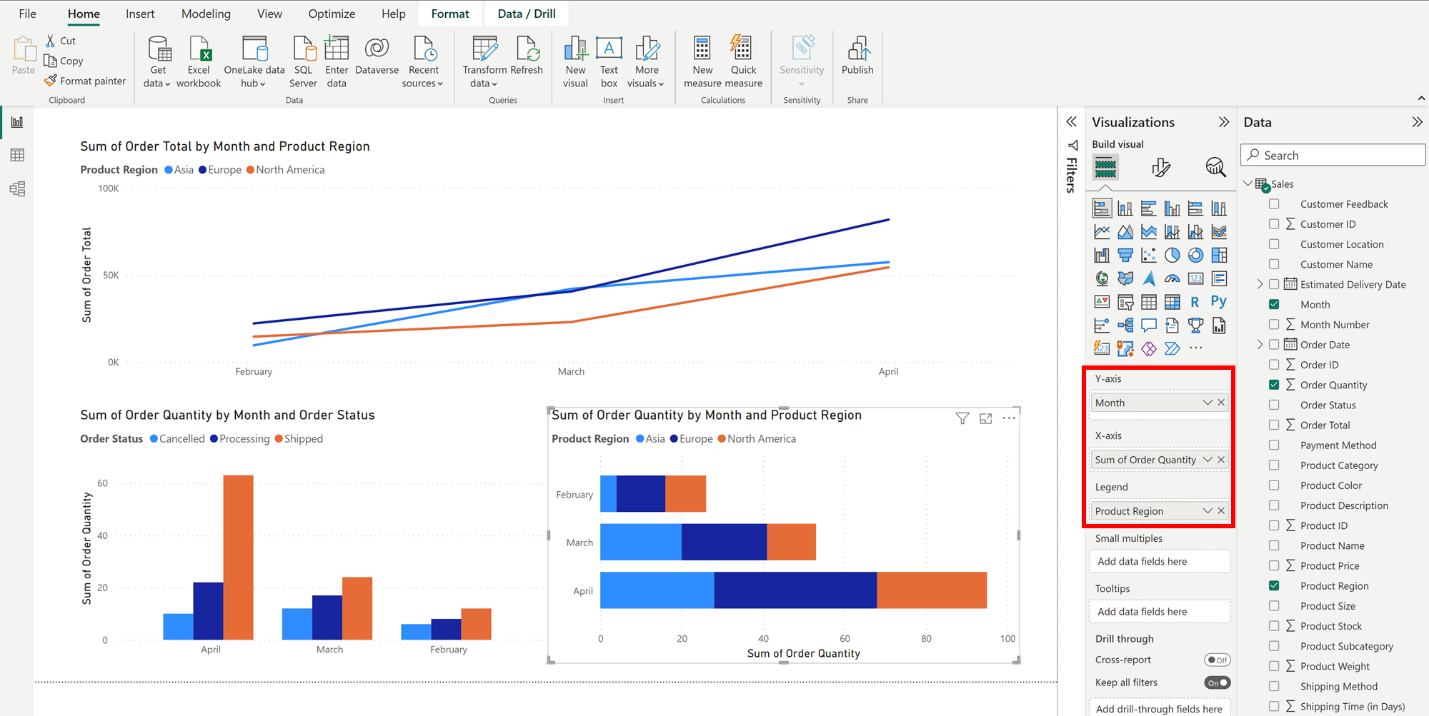 File Home Insert Modeling View Optimize Help Format Data / Drill
Paste
Cut
Copy
Format painter
Clipboard
Get data
Excel workbook
OneLake data hub
SQL Server
Enter data
Dataverse
Recent sources
Data
Transform data
Refresh
Queries
New visual
A
Text box
More visuals
Insert
New measure
Quick measure
Calculations
Sensitivity
Sensitivity
Publish
Share
Sum of Order Total by Month and Product Region
Product Region Asia Europe North America
Sum of Order Total
100K
50K
0K
February March April
Sum of Order Quantity by Month and Order Status
Order Status Cancelled Processing Shipped
Sum of Order Quantity
60
40
20
0
April March February
Sum of Order Quantity by Month and Product Region
Product Region Asia Europe North America
February
March
April
0 20 40 60 80 100
Sum of Order Quantity
Filters
Visualizations
Build visual
123
R Py
123
Y-axis
Month
X-axis
Sum of Order Quantity
Legend
Product Region
Small multiples
Add data fields here
Tooltips
Add data fields here
Drill through
Cross-report Off
Keep all filters On
Add drill-through fields here
Data
Search
Sales
Customer Feedback
∑ Customer ID
Customer Location
Customer Name
Estimated Delivery Date
Month
∑ Month Number
Order Date
∑ Order ID
∑ Order Quantity
Order Status
∑ Order Total
Payment Method
Product Category
Product Color
Product Description
∑ Product ID
Product Name
∑ Product Price
Product Region
Product Size
∑ Product Stock
Product Subcategory
∑ Product Weight
Shipping Method
∑ Shipping Time (in Days)